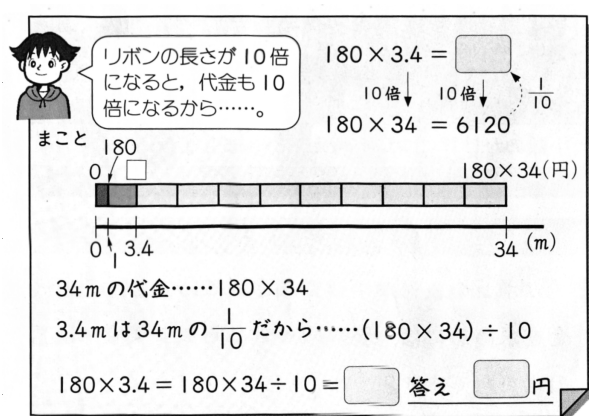 リボンの長さが10倍
になると，代金も10
倍になるから……。
まこと
180×3.4＝□
10倍 10倍 1/10
180×34 ＝6120
180
0 □ 180×34(円)
0 1 3.4 34 (m)
34mの代金……180×34
3.4mは34mの1/10だから……(180×34)÷10
180×3.4＝180×34÷10＝□ 答え □円